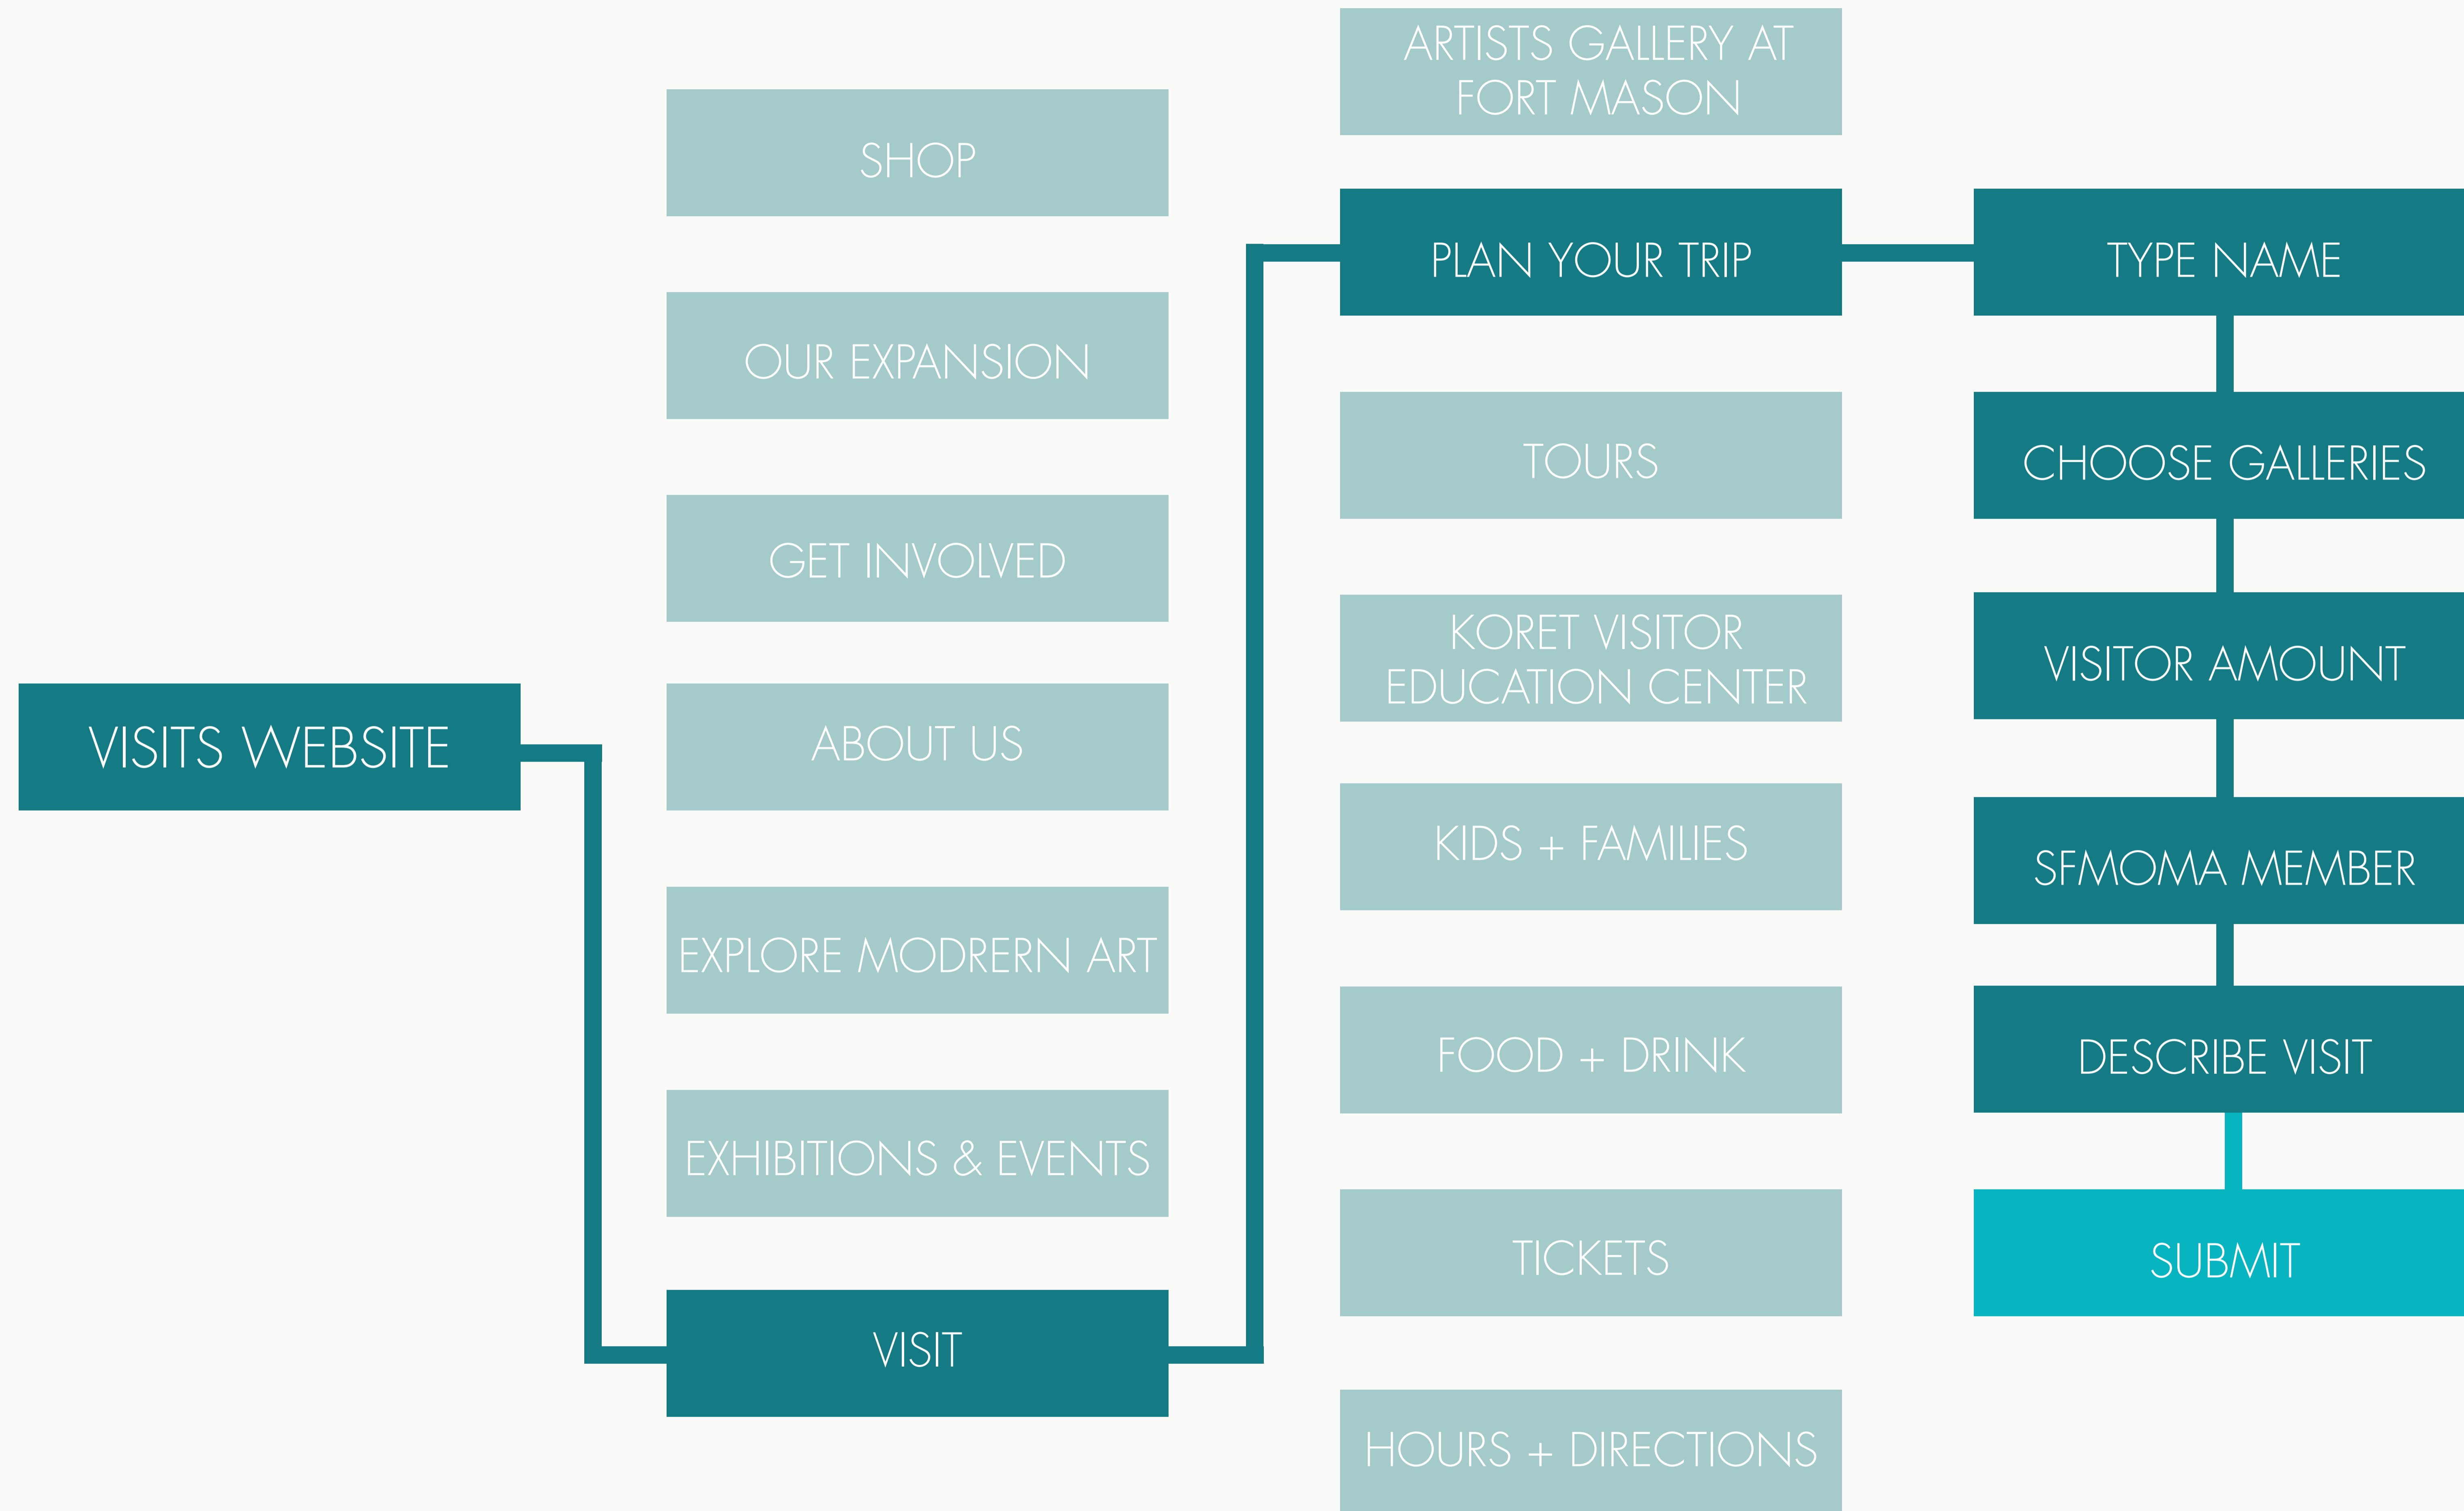 VISITS WEBSITE
SHOP
OUR EXPANSION
GET INVOLVED
ABOUT US
EXPLORE MODRERN ART
EXHIBITIONS & EVENTS
VISIT
ARTISTS GALLERY AT
FORT MASON
PLAN YOUR TRIP
TOURS
KORET VISITOR
EDUCATION CENTER
KIDS + FAMILIES
FOOD + DRINK
TICKETS
HOURS + DIRECTIONS
TYPE NAME
CHOOSE GALLERIES
VISITOR AMOUNT
SFMOMA MEMBER
DESCRIBE VISIT
SUBMIT